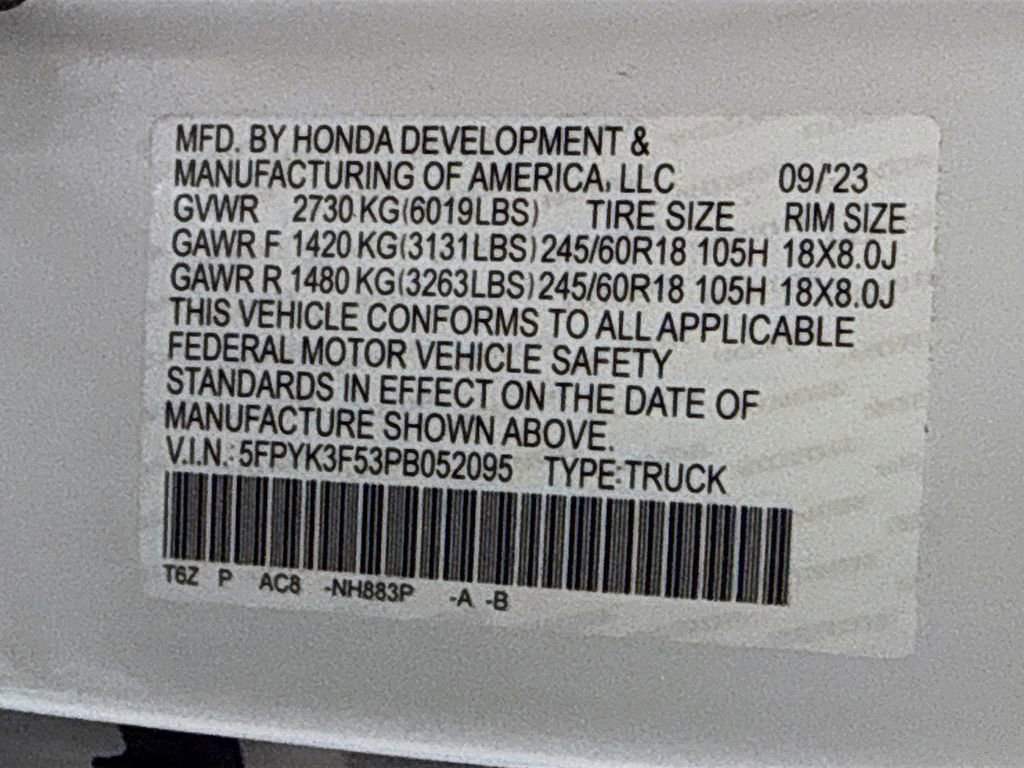 MFD. BY HONDA DEVELOPMENT &
MANUFACTURING OF AMERICA, LLC 09/'23
GVWR 2730 KG(6019LBS) TIRE SIZE RIM SIZE
GAWR F 1420 KG(3131LBS) 245/60R18 105H 18X8.0J
GAWR R 1480 KG(3263LBS) 245/60R18 105H 18X8.0J
THIS VEHICLE CONFORMS TO ALL APPLICABLE
FEDERAL MOTOR VEHICLE SAFETY
STANDARDS IN EFFECT ON THE DATE OF
MANUFACTURE SHOWN ABOVE.
V.I.N.: 5FPYK3F53PB052095 TYPE:TRUCK
T6Z P AC8 -NH883P -A -B